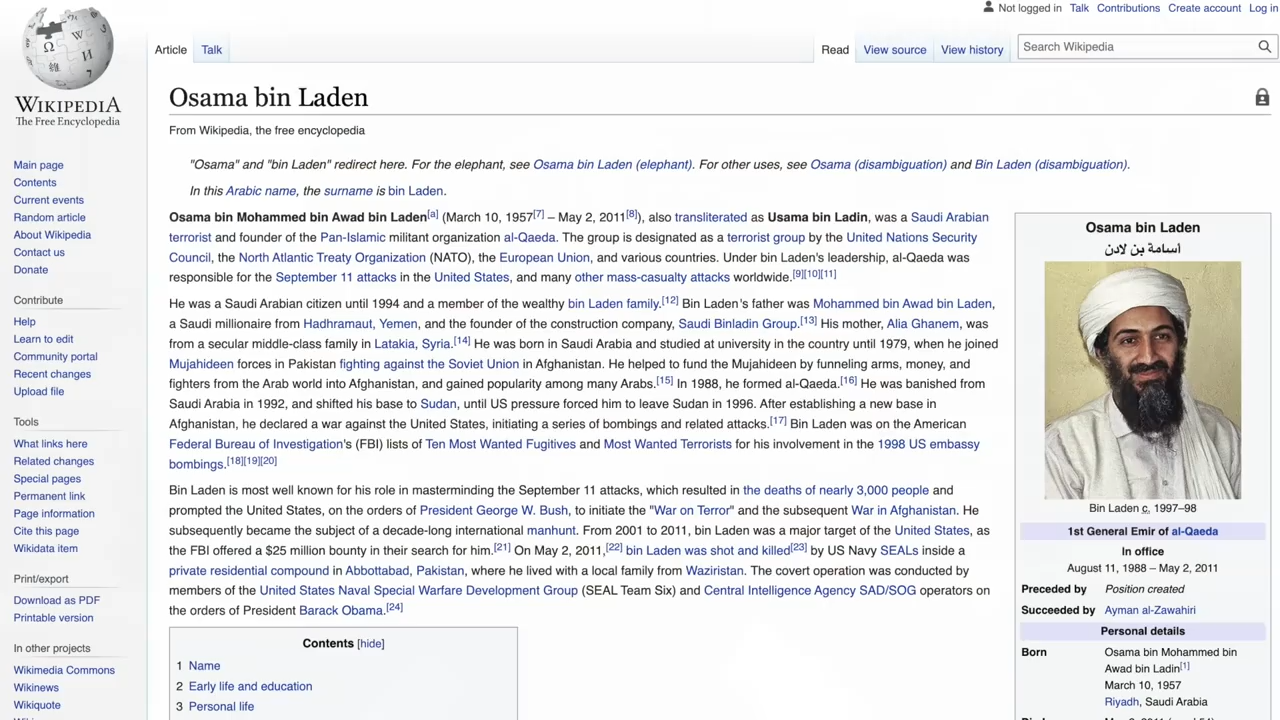 Not logged in Talk Contributions Create account Log in
WIKIPEDIA
The Free Encyclopedia
Article Talk
Read View source View history Search Wikipedia
Main page
Contents
Current events
Random article
About Wikipedia
Contact us
Donate
Contribute
Help
Learn to edit
Community portal
Recent changes
Upload file
Tools
What links here
Related changes
Special pages
Permanent link
Page information
Cite this page
Wikidata item
Print/export
Download as PDF
Printable version
In other projects
Wikimedia Commons
Wikinews
Wikiquote
Osama bin Laden
From Wikipedia, the free encyclopedia
"Osama" and "bin Laden" redirect here. For the elephant, see Osama bin Laden (elephant). For other uses, see Osama (disambiguation) and Bin Laden (disambiguation).
In this Arabic name, the surname is bin Laden.
Osama bin Mohammed bin Awad bin Laden[a] (March 10, 1957[7] – May 2, 2011[8]), also transliterated as Usama bin Ladin, was a Saudi Arabian
terrorist and founder of the Pan-Islamic militant organization al-Qaeda. The group is designated as a terrorist group by the United Nations Security
Council, the North Atlantic Treaty Organization (NATO), the European Union, and various countries. Under bin Laden's leadership, al-Qaeda was
responsible for the September 11 attacks in the United States, and many other mass-casualty attacks worldwide.[9][10][11]
He was a Saudi Arabian citizen until 1994 and a member of the wealthy bin Laden family.[12] Bin Laden's father was Mohammed bin Awad bin Laden,
a Saudi millionaire from Hadhramaut, Yemen, and the founder of the construction company, Saudi Binladin Group.[13] His mother, Alia Ghanem, was
from a secular middle-class family in Latakia, Syria.[14] He was born in Saudi Arabia and studied at university in the country until 1979, when he joined
Mujahideen forces in Pakistan fighting against the Soviet Union in Afghanistan. He helped to fund the Mujahideen by funneling arms, money, and
fighters from the Arab world into Afghanistan, and gained popularity among many Arabs.[15] In 1988, he formed al-Qaeda.[16] He was banished from
Saudi Arabia in 1992, and shifted his base to Sudan, until US pressure forced him to leave Sudan in 1996. After establishing a new base in
Afghanistan, he declared a war against the United States, initiating a series of bombings and related attacks.[17] Bin Laden was on the American
Federal Bureau of Investigation's (FBI) lists of Ten Most Wanted Fugitives and Most Wanted Terrorists for his involvement in the 1998 US embassy
bombings.[18][19][20]
Bin Laden is most well known for his role in masterminding the September 11 attacks, which resulted in the deaths of nearly 3,000 people and
prompted the United States, on the orders of President George W. Bush, to initiate the "War on Terror" and the subsequent War in Afghanistan. He
subsequently became the subject of a decade-long international manhunt. From 2001 to 2011, bin Laden was a major target of the United States, as
the FBI offered a $25 million bounty in their search for him.[21] On May 2, 2011,[22] bin Laden was shot and killed[23] by US Navy SEALs inside a
private residential compound in Abbottabad, Pakistan, where he lived with a local family from Waziristan. The covert operation was conducted by
members of the United States Naval Special Warfare Development Group (SEAL Team Six) and Central Intelligence Agency SAD/SOG operators on
the orders of President Barack Obama.[24]
Contents [hide]
1 Name
2 Early life and education
3 Personal life
Osama bin Laden
أسامة بن لادن
Bin Laden c. 1997–98
1st General Emir of al-Qaeda
In office
August 11, 1988 – May 2, 2011
Preceded by Position created
Succeeded by Ayman al-Zawahiri
Personal details
Born Osama bin Mohammed bin
Awad bin Ladin[1]
March 10, 1957
Riyadh, Saudi Arabia